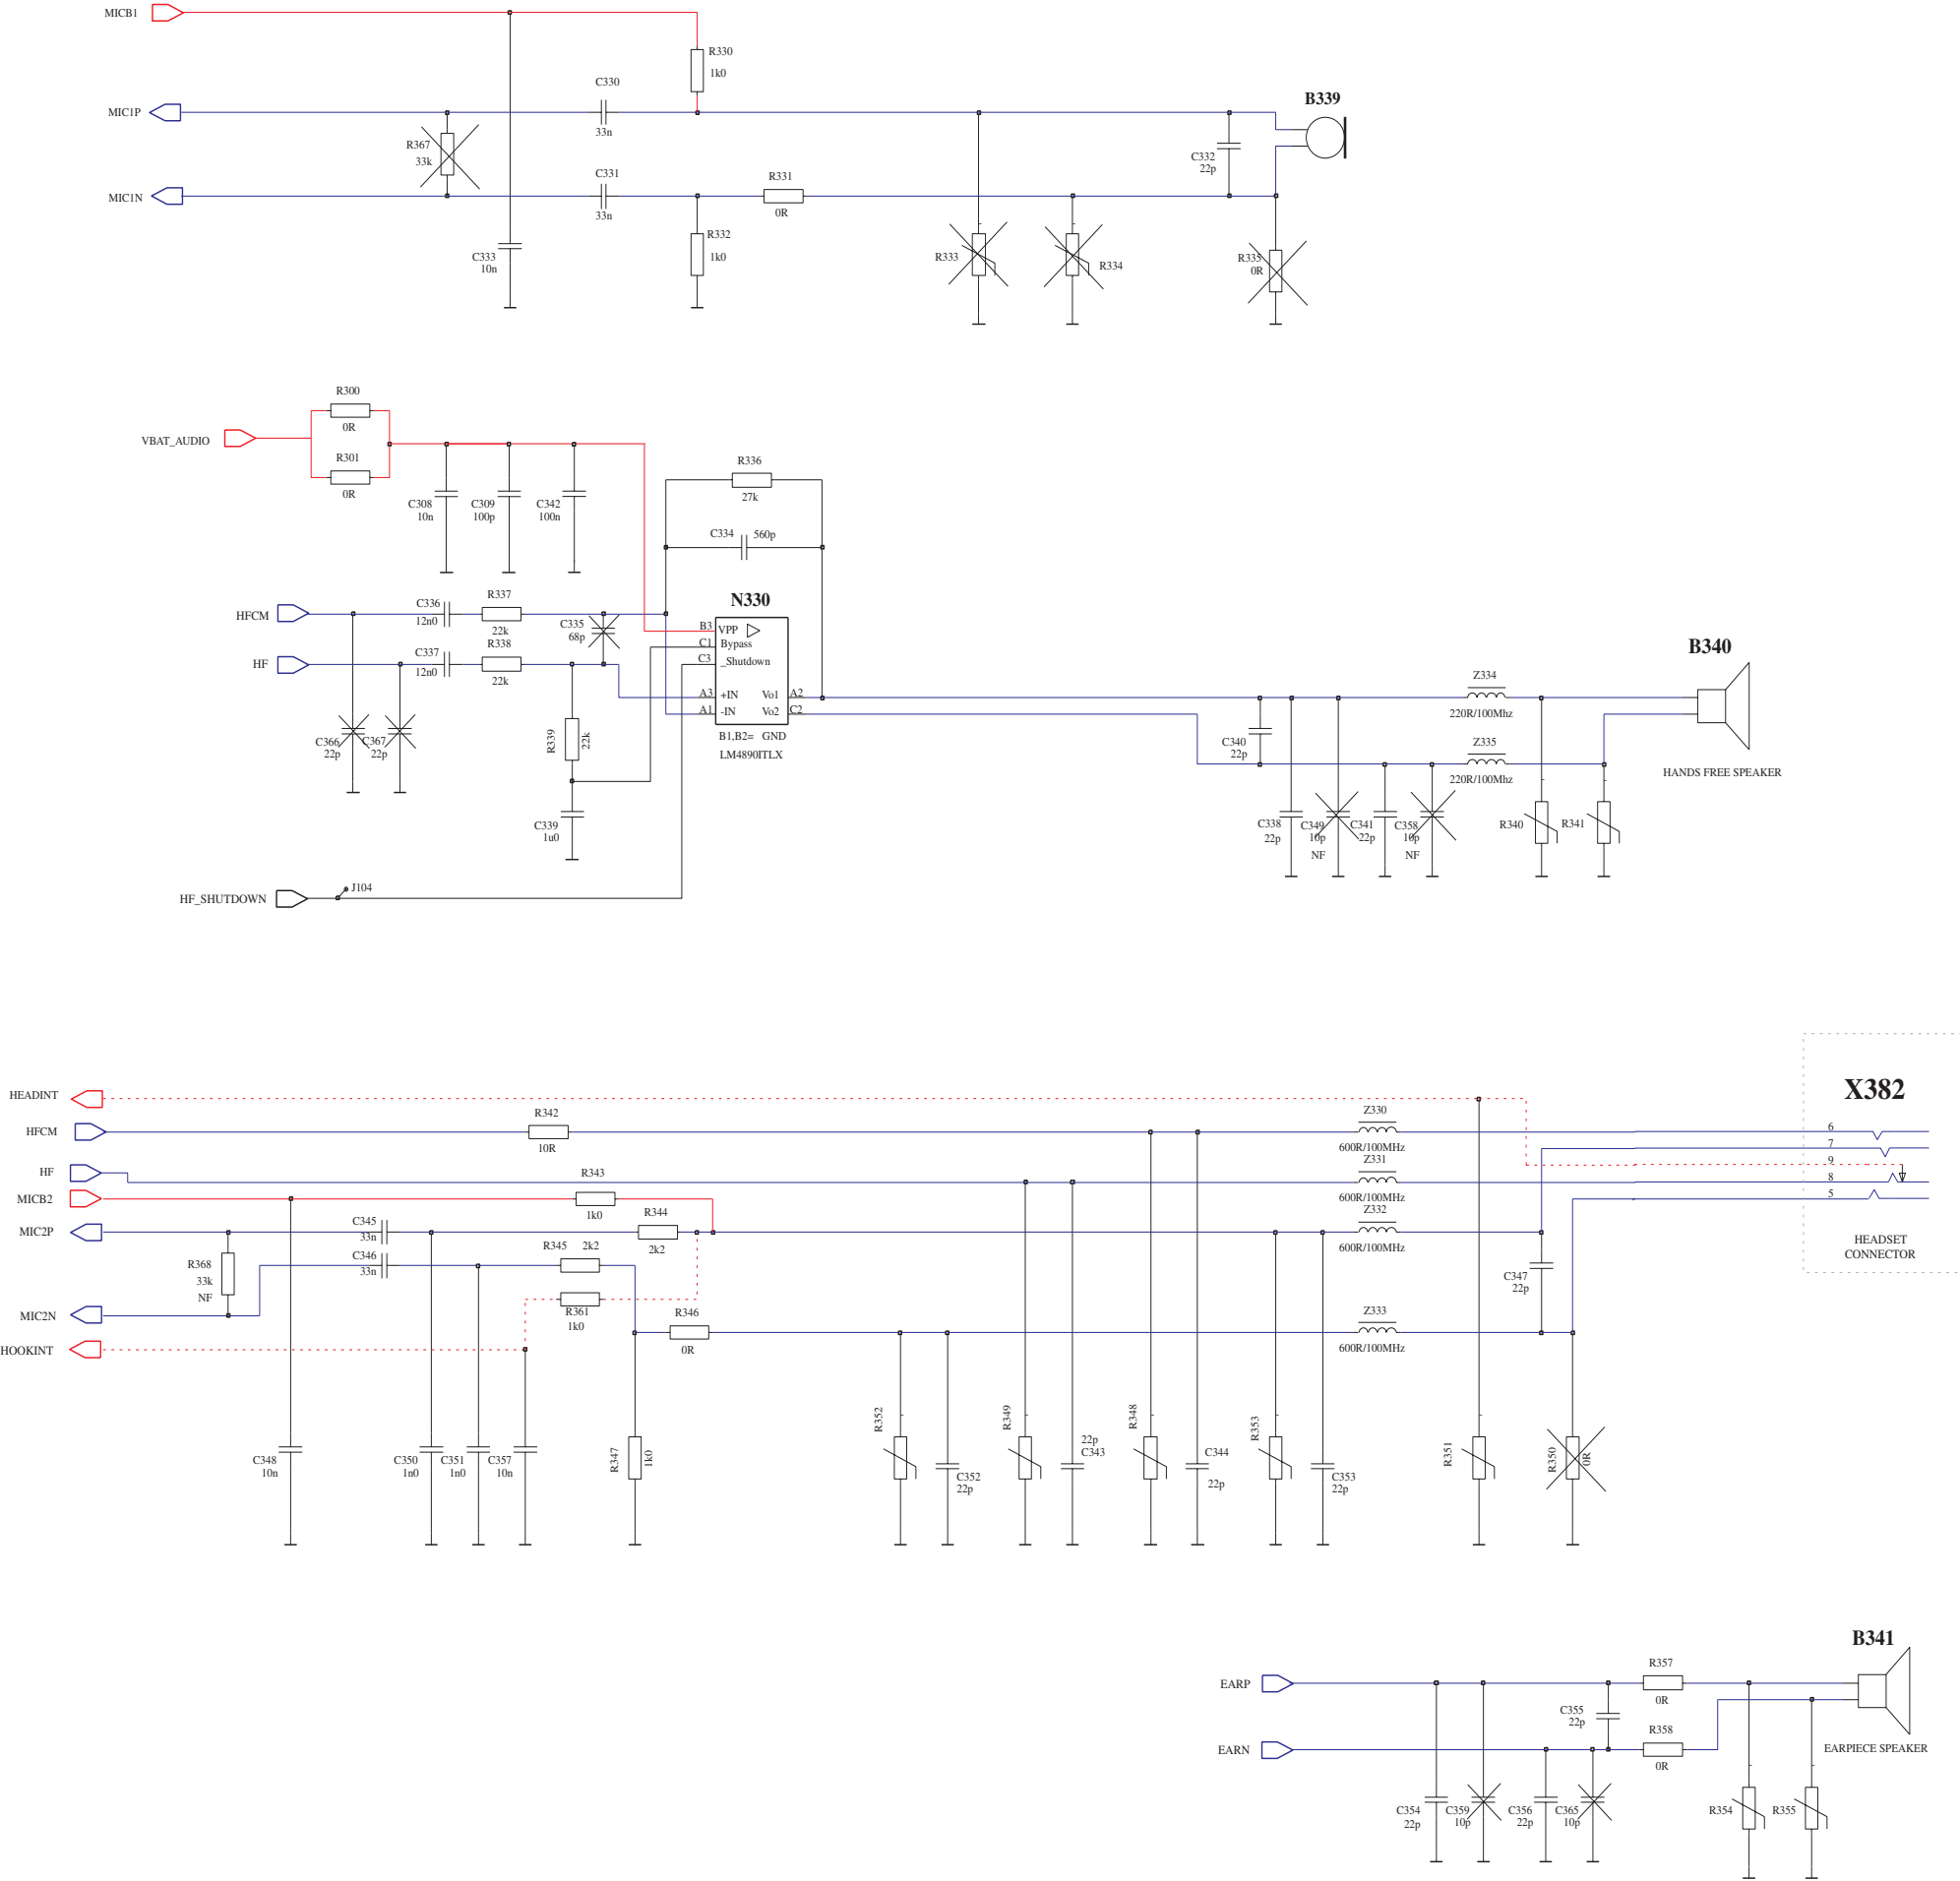 MICB1
R330
1k0
C330
33n
B339
MIC1P
R367
33k
C332
22p
C331
33n
R331
0R
MIC1N
R332
1k0
C333
10n
R333
R334
R335
0R
R300
0R
VBAT_AUDIO
R301
0R
R336
27k
C308
10n
C309
100p
C342
100n
C334
560p
N330
HFCM
C336
12n0
R337
22k
C335
68p
B3
VPP
C1
Bypass
C3
_Shutdown
HF
C337
12n0
R338
22k
A3
+IN
Vo1
A2
A1
-IN
Vo2
C2
B1,B2= GND
LM4890ITLX
B340
Z334
220R/100Mhz
C366
22p
C367
22p
R339
22k
C340
22p
Z335
220R/100Mhz
HANDS FREE SPEAKER
C339
1u0
C338
22p
C349
10p
NF
C341
22p
C358
10p
NF
R340
R341
J104
HF_SHUTDOWN
X382
HEADINT
HFCM
R342
10R
Z330
600R/100MHz
6
7
HF
R343
1k0
Z331
600R/100MHz
9
8
MICB2
5
MIC2P
C345
33n
R344
2k2
Z332
600R/100MHz
HEADSET
CONNECTOR
R368
33k
NF
C346
33n
R345
2k2
C347
22p
MIC2N
R361
1k0
R346
0R
Z333
600R/100MHz
HOOKINT
C348
10n
C350
1n0
C351
1n0
C357
10n
R347
1k0
R352
C352
22p
R349
22p
C343
R348
C344
22p
R353
C353
22p
R351
R350
0R
B341
EARP
R357
0R
C355
22p
EARN
R358
0R
EARPIECE SPEAKER
C354
22p
C359
10p
C356
22p
C365
10p
R354
R355